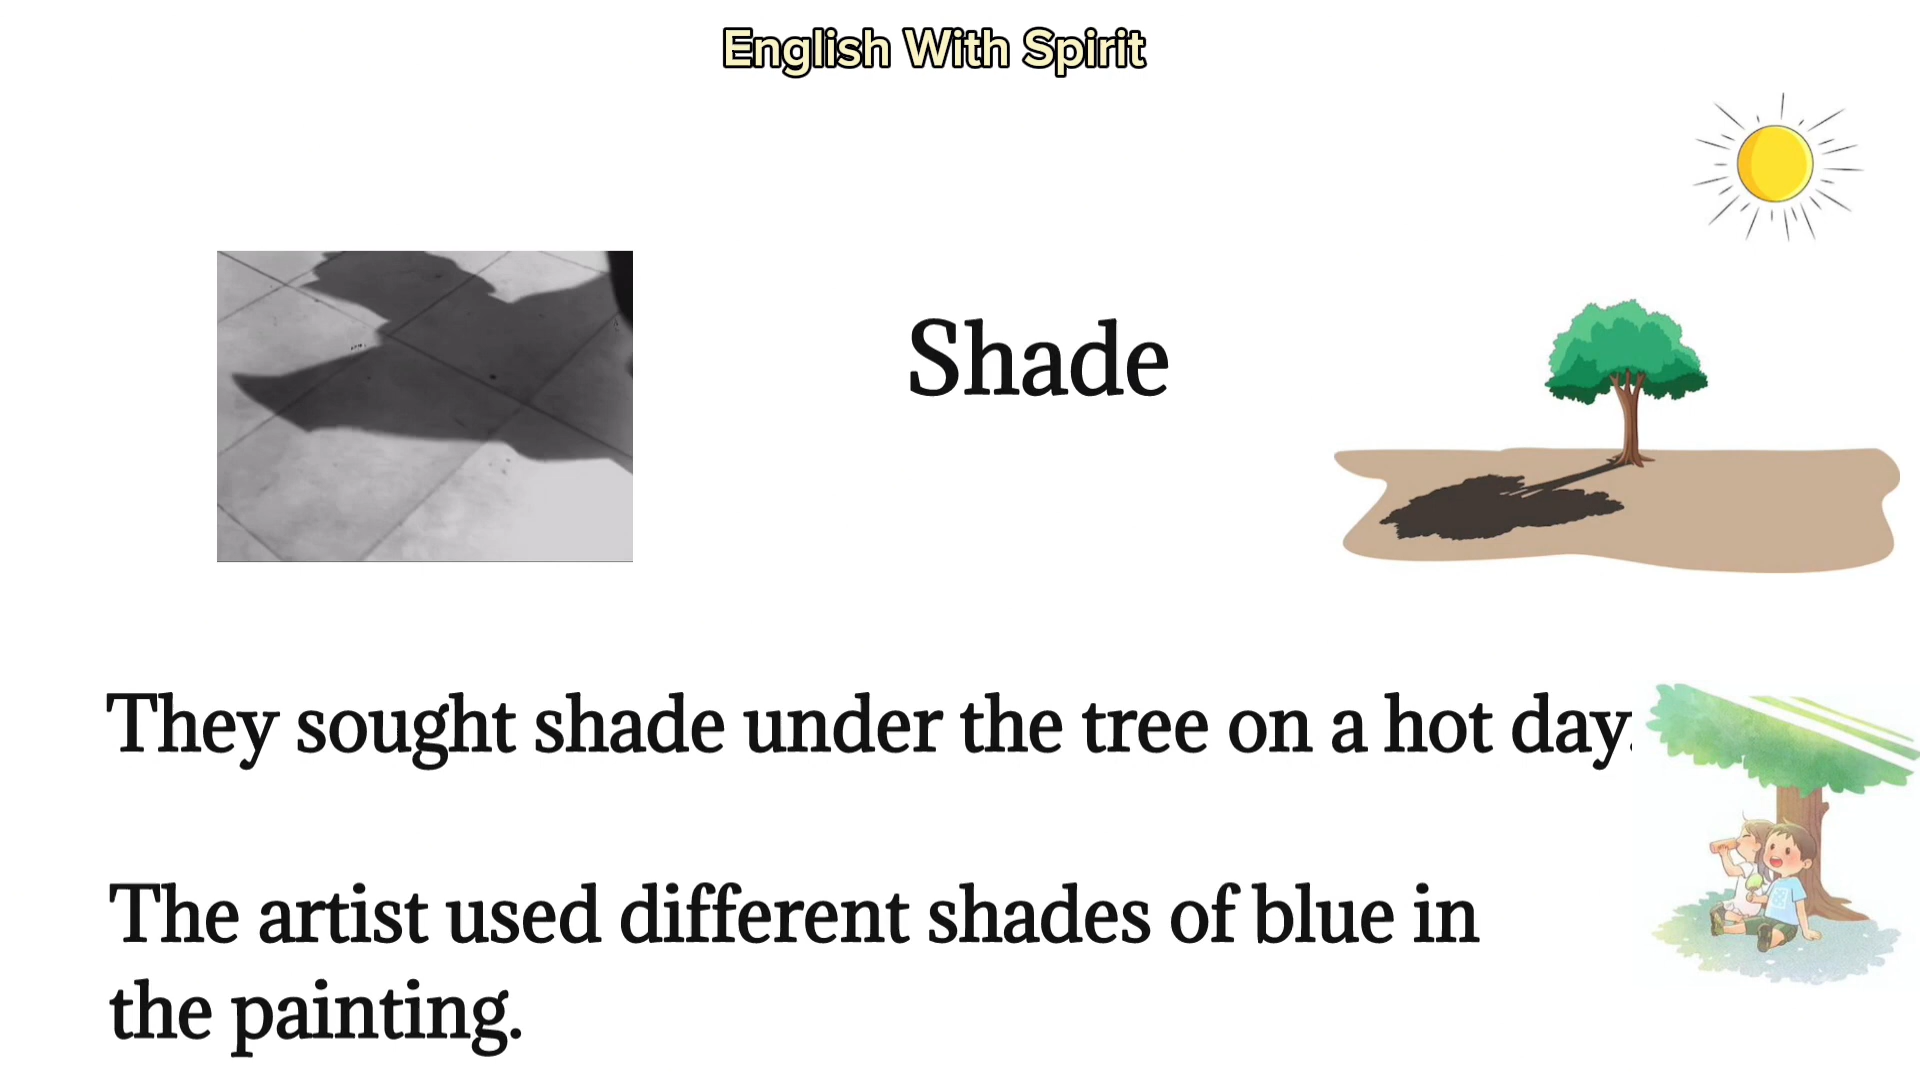 English With Spirit
Shade
They sought shade under the tree on a hot day.
The artist used different shades of blue in
the painting.